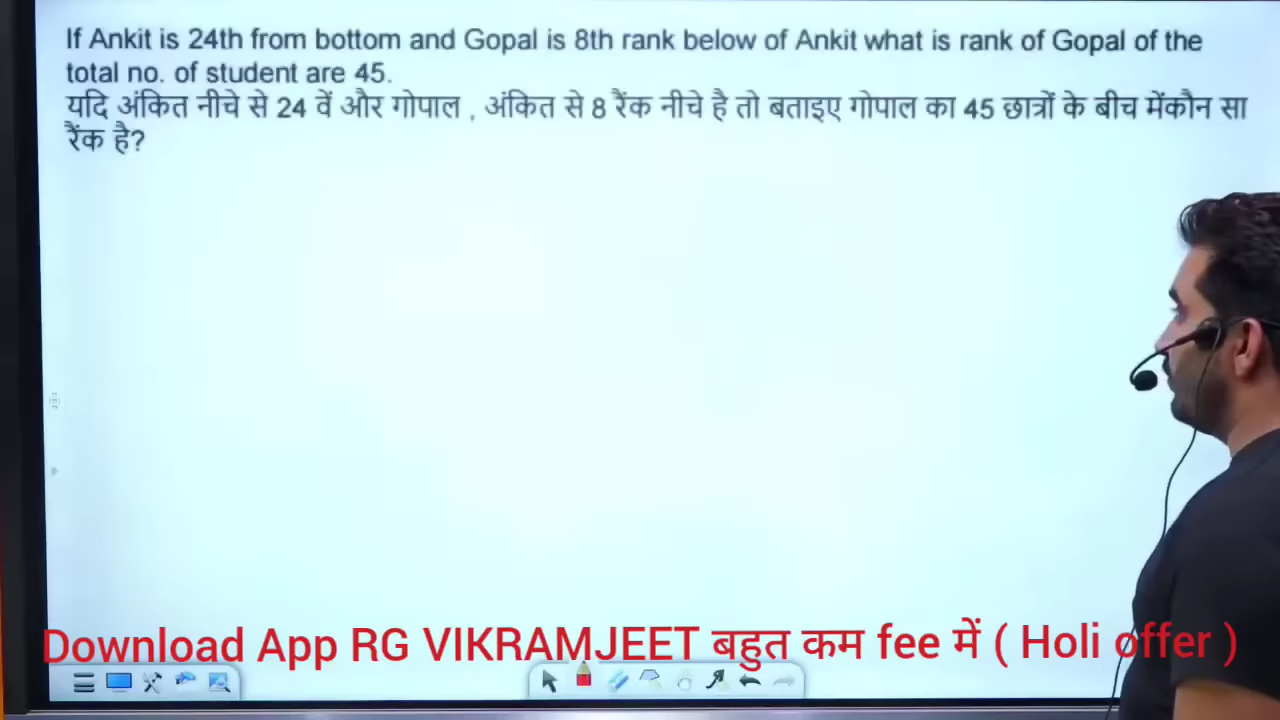 If Ankit is 24th from bottom and Gopal is 8th rank below of Ankit what is rank of Gopal of the
total no. of student are 45.
यदि अंकित नीचे से 24 वें और गोपाल , अंकित से 8 रैंक नीचे है तो बताइए गोपाल का 45 छात्रों के बीच मेंकौन सा
रैंक है?
Download App RG VIKRAMJEET बहुत कम fee में ( Holi offer )